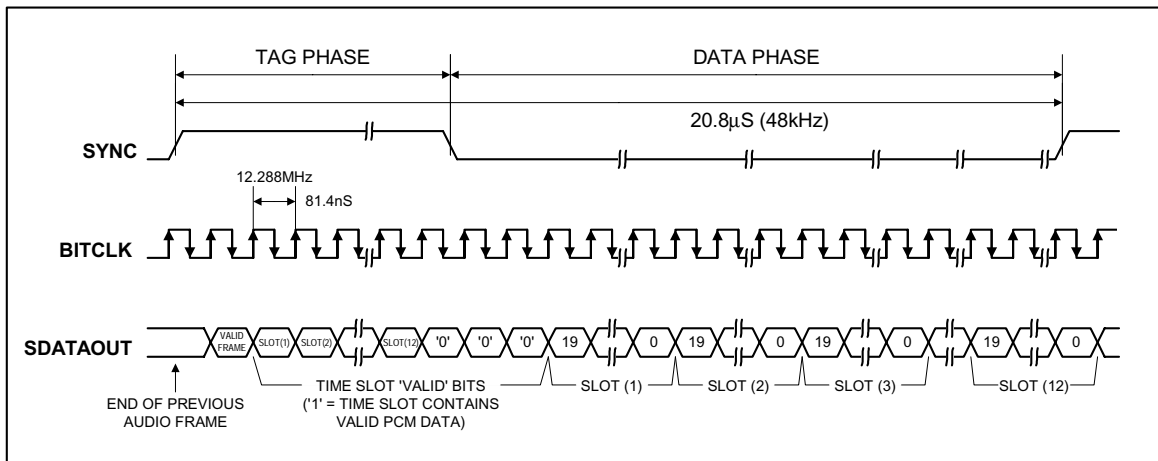 TAG PHASE
DATA PHASE
20.8µS (48kHz)
SYNC
12.288MHz
81.4nS
BITCLK
SDATAOUT
VALID FRAME
SLOT(1)
SLOT(2)
SLOT(12)
'0'
'0'
'0'
19
0
19
0
19
0
19
0
END OF PREVIOUS
AUDIO FRAME
TIME SLOT 'VALID' BITS
('1' = TIME SLOT CONTAINS
VALID PCM DATA)
SLOT (1)
SLOT (2)
SLOT (3)
SLOT (12)